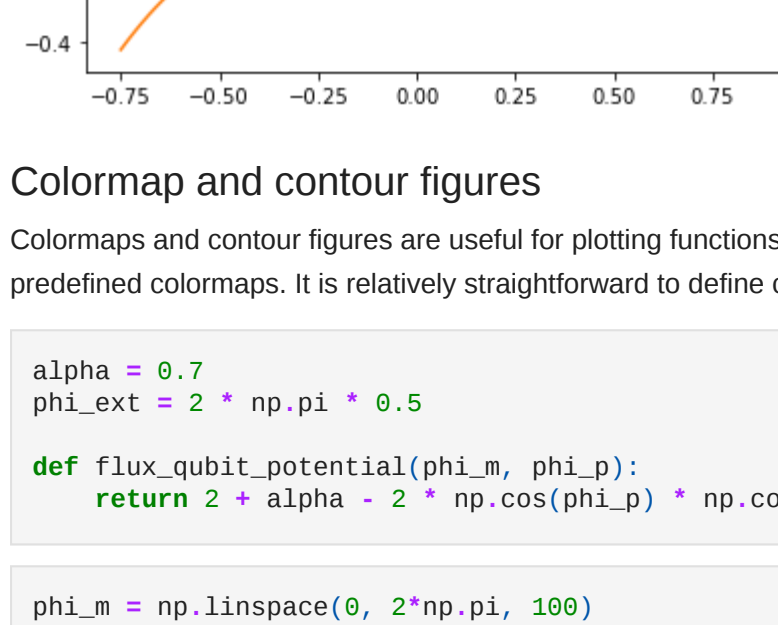 −0.4
−0.75 −0.50 −0.25 0.00 0.25 0.50 0.75
Colormap and contour figures
Colormaps and contour figures are useful for plotting functions
predefined colormaps. It is relatively straightforward to define
alpha = 0.7
phi_ext = 2 * np.pi * 0.5
def flux_qubit_potential(phi_m, phi_p):
    return 2 + alpha - 2 * np.cos(phi_p) * np.co
phi_m = np.linspace(0, 2*np.pi, 100)